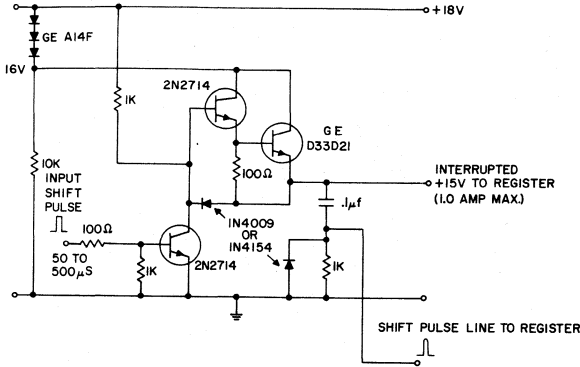 +18V
GE A14F
16V
2N2714
1K
GE
D33D21
10K
INPUT
SHIFT
PULSE
100Ω
INTERRUPTED
+15V TO REGISTER
(1.0 AMP MAX.)
.1µf
100Ω
1N4009
OR
1N4154
50 TO
500µS
1K
2N2714
1K
SHIFT PULSE LINE TO REGISTER